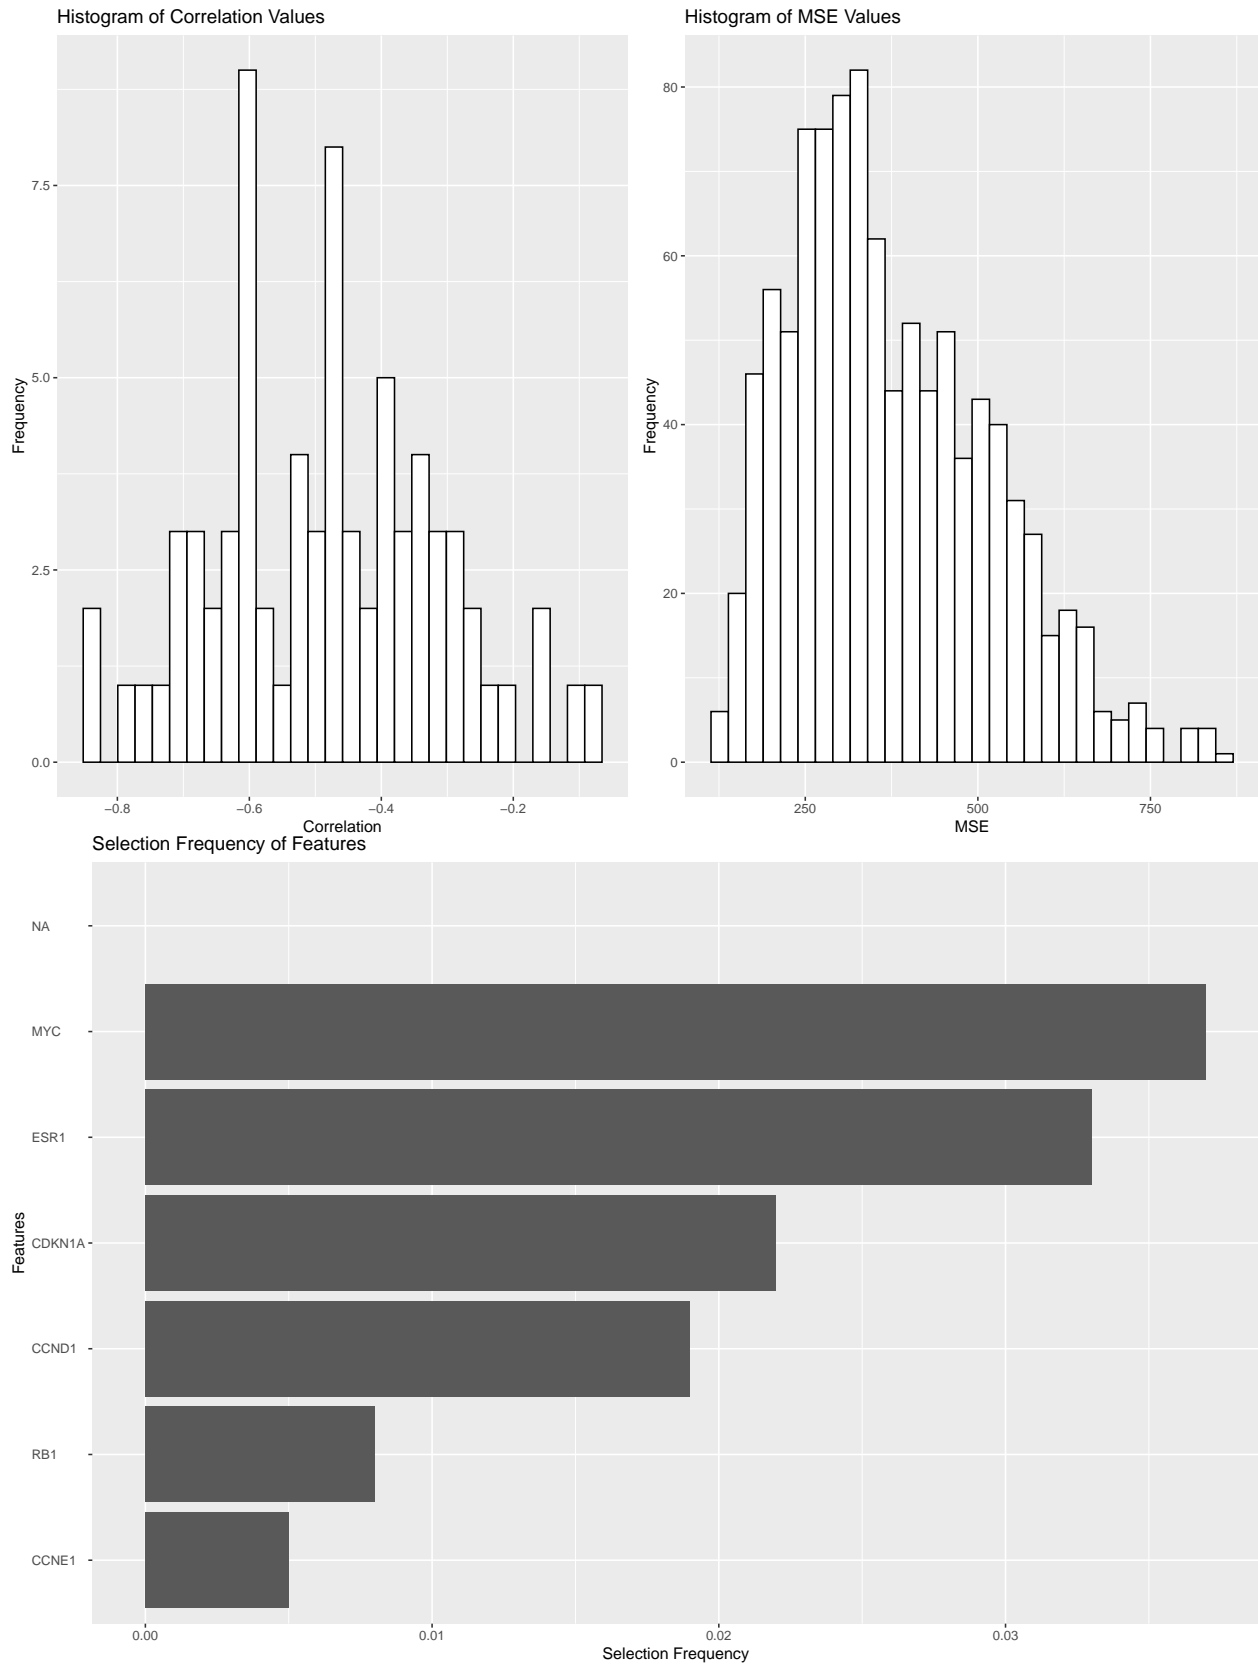 Histogram of Correlation Values
Frequency
7.5
5.0
2.5
0.0
−0.8 −0.6 −0.4 −0.2
Correlation
Histogram of MSE Values
Frequency
80
60
40
20
0
250 500 750
MSE
Selection Frequency of Features
Features
NA
MYC
ESR1
CDKN1A
CCND1
RB1
CCNE1
0.00 0.01 0.02 0.03
Selection Frequency